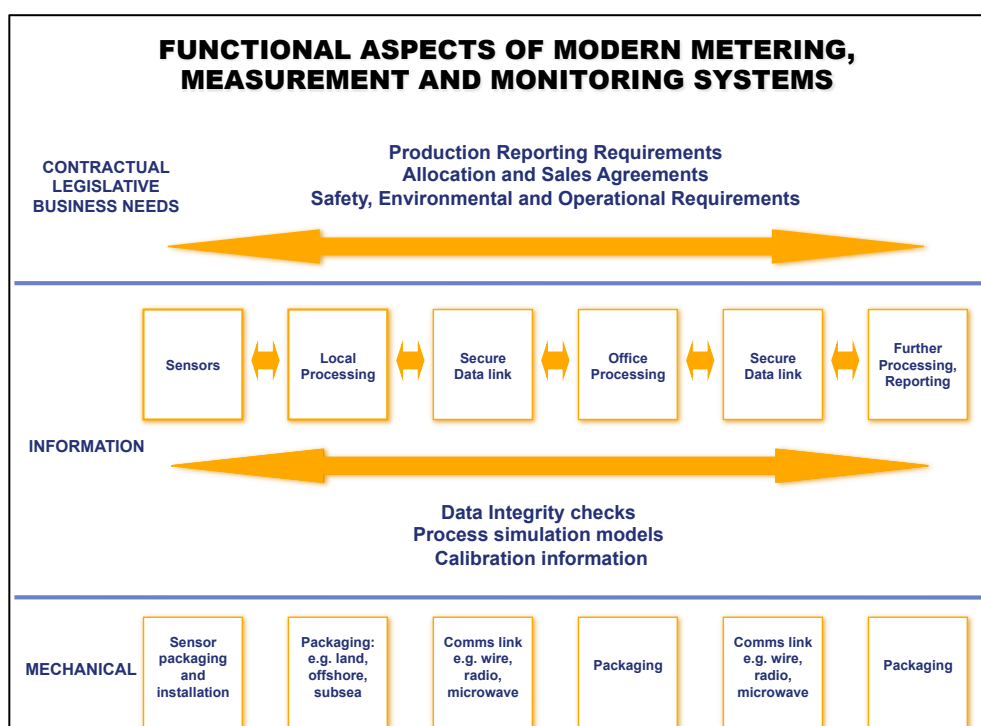 FUNCTIONAL ASPECTS OF MODERN METERING,
MEASUREMENT AND MONITORING SYSTEMS
CONTRACTUAL
LEGISLATIVE
BUSINESS NEEDS
Production Reporting Requirements
Allocation and Sales Agreements
Safety, Environmental and Operational Requirements
Sensors
Local
Processing
Secure
Data link
Office
Processing
Secure
Data link
Further
Processing,
Reporting
INFORMATION
Data Integrity checks
Process simulation models
Calibration information
MECHANICAL
Sensor
packaging
and
installation
Packaging:
e.g. land,
offshore,
subsea
Comms link
e.g. wire,
radio,
microwave
Packaging
Comms link
e.g. wire,
radio,
microwave
Packaging